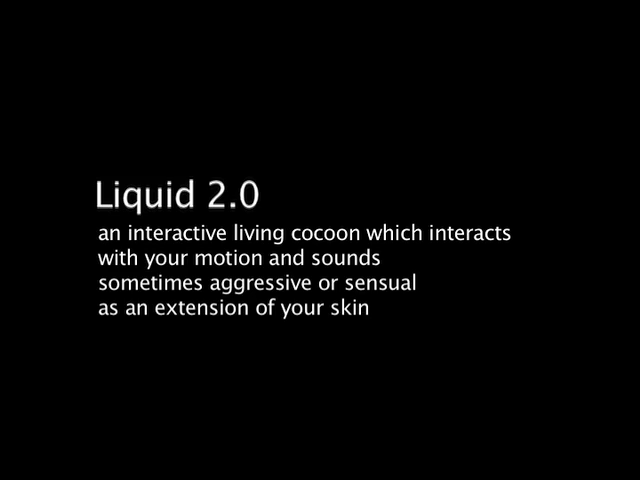 Liquid 2.0
an interactive living cocoon which interacts
with your motion and sounds
sometimes aggressive or sensual
as an extension of your skin